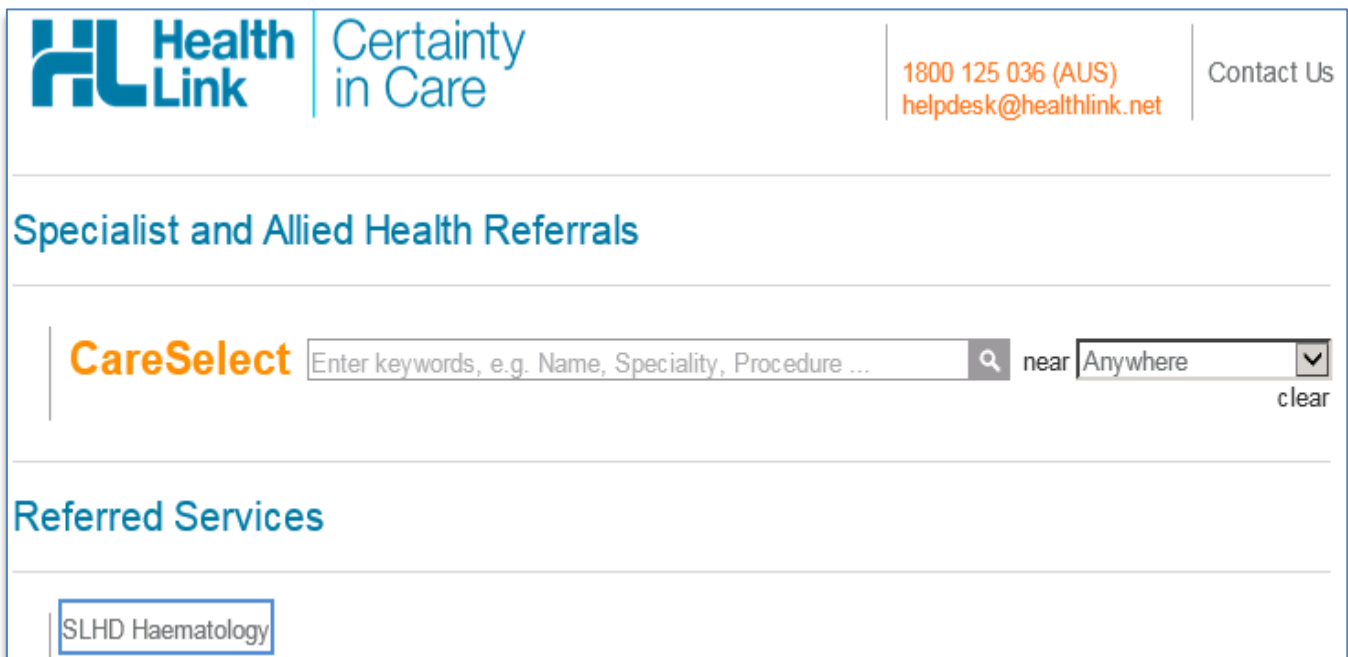 Health Link
Certainty in Care
1800 125 036 (AUS)
helpdesk@healthlink.net
Contact Us
Specialist and Allied Health Referrals
CareSelect Enter keywords, e.g. Name, Speciality, Procedure ... near Anywhere
clear
Referred Services
SLHD Haematology